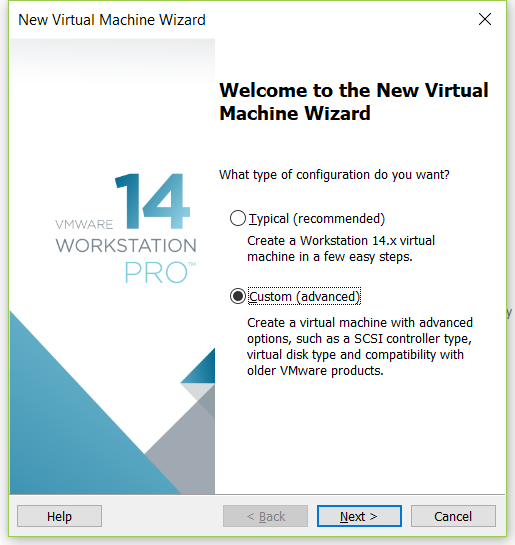 New Virtual Machine Wizard
Welcome to the New Virtual
Machine Wizard
VMWARE 14
WORKSTATION
PRO™
What type of configuration do you want?
Typical (recommended)
Create a Workstation 14.x virtual
machine in a few easy steps.
Custom (advanced)
Create a virtual machine with advanced
options, such as a SCSI controller type,
virtual disk type and compatibility with
older VMware products.
y
Help
< Back
Next >
Cancel